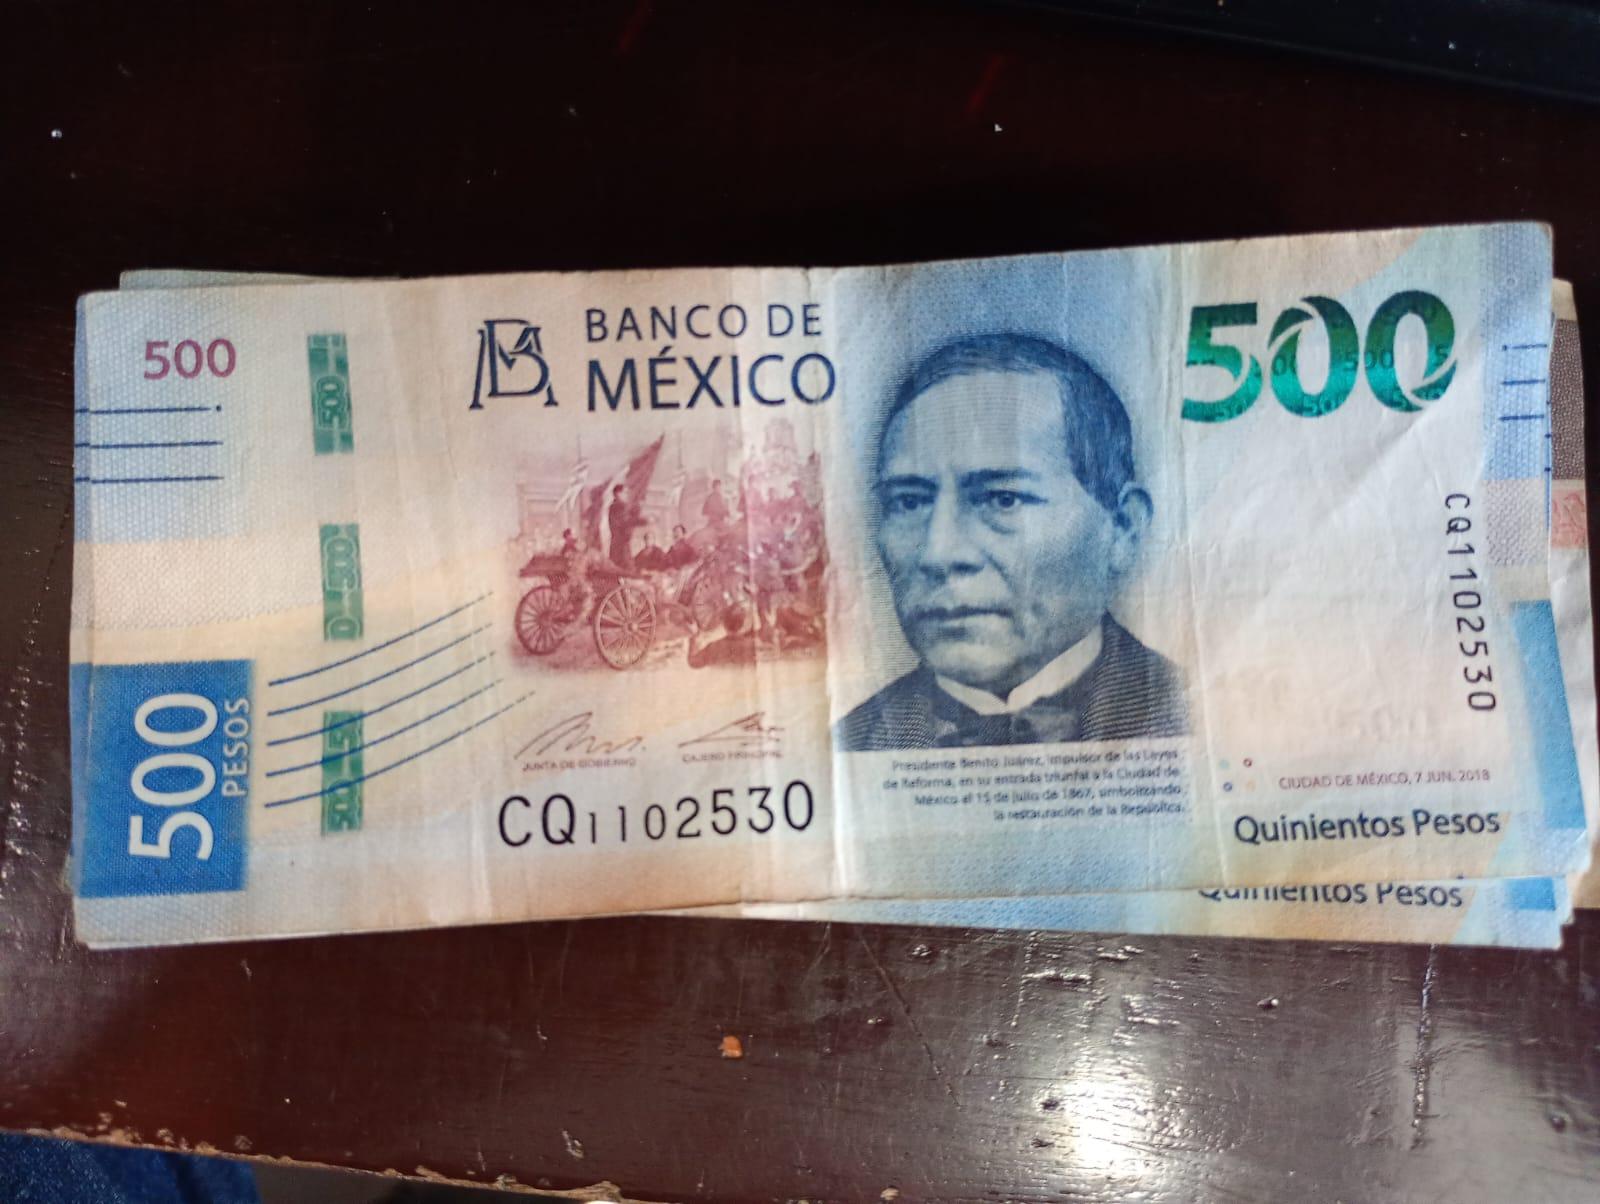 500
BANCO DE
MÉXICO
500
500
PESOS
JUNTA DE GOBIERNO
CAJERO PRINCIPAL
CQ1102530
Presidente Benito Juárez, impulsor de las Leyes
de Reforma, en su entrada triunfal a la Ciudad de
México el 15 de julio de 1867, simbolizando
la restauración de la República.
CQ1102530
CIUDAD DE MÉXICO, 7 JUN. 2018
Quinientos Pesos
Quinientos Pesos